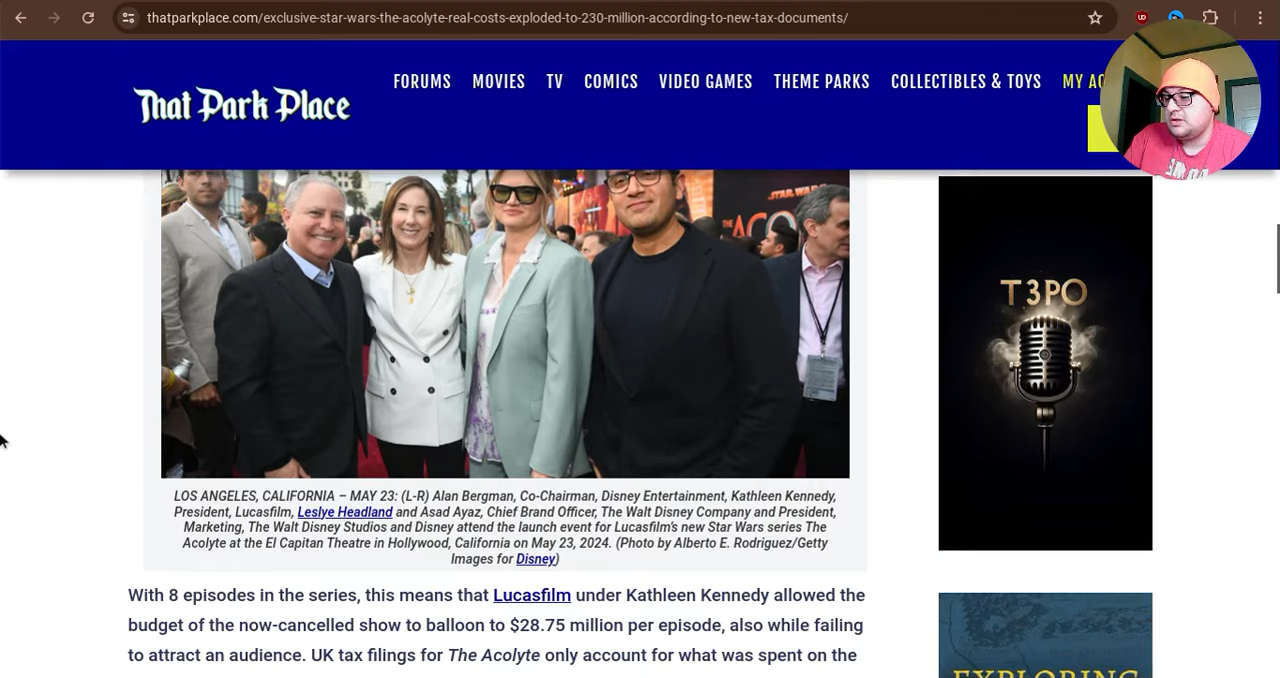 thatparkplace.com/exclusive-star-wars-the-acolyte-real-costs-exploded-to-230-million-according-to-new-tax-documents/
That Park Place
FORUMS MOVIES TV COMICS VIDEO GAMES THEME PARKS COLLECTIBLES & TOYS MY
STAR WARS
T3PO
LOS ANGELES, CALIFORNIA – MAY 23: (L-R) Alan Bergman, Co-Chairman, Disney Entertainment, Kathleen Kennedy,
President, Lucasfilm, Leslye Headland and Asad Ayaz, Chief Brand Officer, The Walt Disney Company and President,
Marketing, The Walt Disney Studios and Disney attend the launch event for Lucasfilm's new Star Wars series The
Acolyte at the El Capitan Theatre in Hollywood, California on May 23, 2024. (Photo by Alberto E. Rodriguez/Getty
Images for Disney)
With 8 episodes in the series, this means that Lucasfilm under Kathleen Kennedy allowed the
budget of the now-cancelled show to balloon to $28.75 million per episode, also while failing
to attract an audience. UK tax filings for The Acolyte only account for what was spent on the
EXPLORING